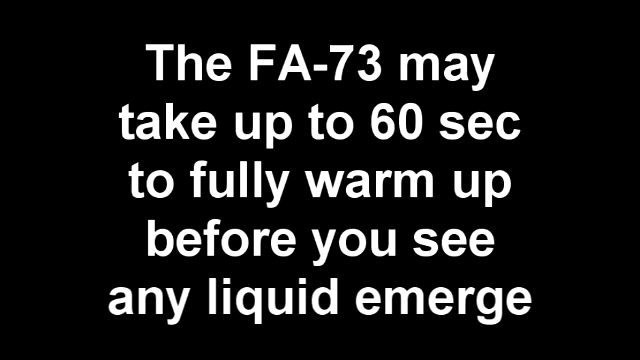 The FA-73 may
take up to 60 sec
to fully warm up
before you see
any liquid emerge